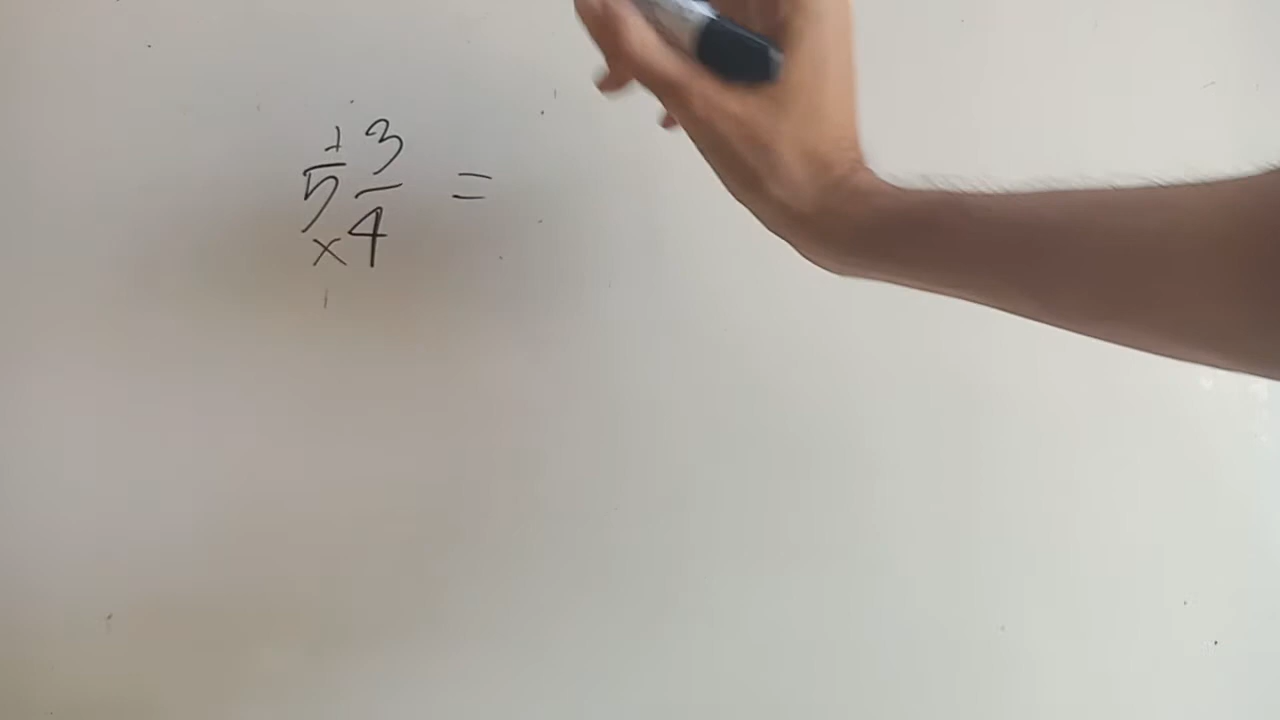 +
5 3/4 =
×